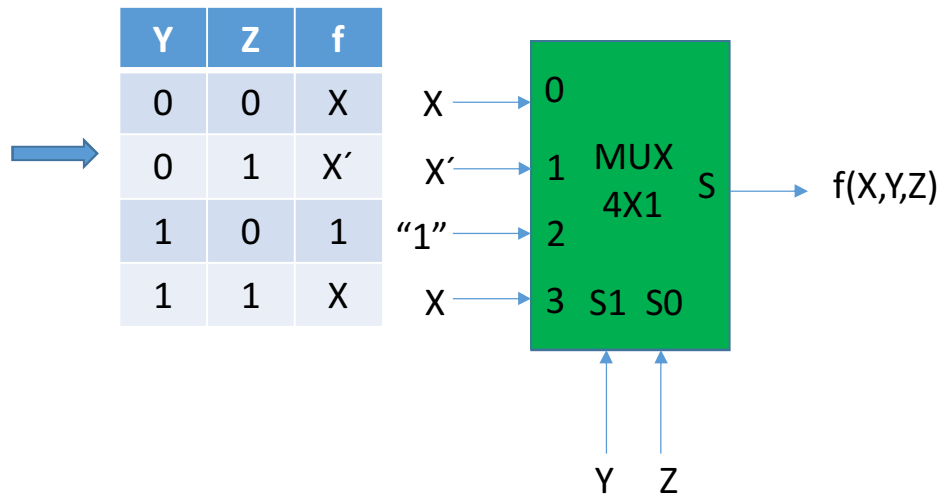 Y Z f
0 0 X
0 1 X´
1 0 1
1 1 X
X 0
X´ 1 MUX
4X1
S f(X,Y,Z)
“1” 2
X 3 S1 S0
Y Z